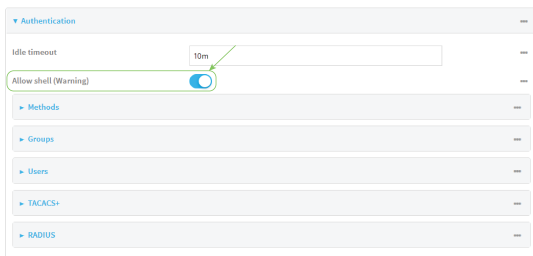 Authentication
Idle timeout
10m
Allow shell (Warning)
Methods
Groups
Users
TACACS+
RADIUS